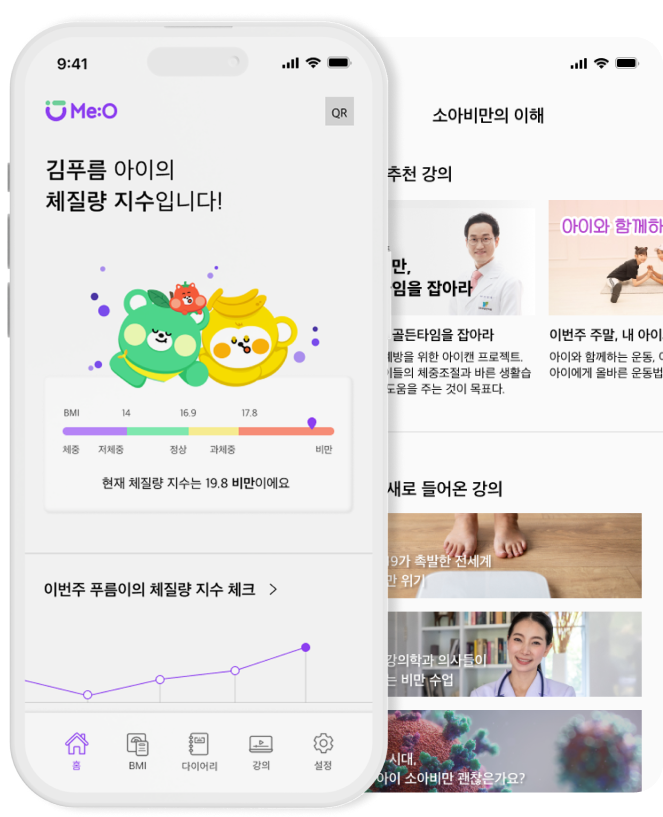 9:41
Me:O
QR
김푸름 아이의
체질량 지수입니다!
BMI 14 16.9 17.8
체중 저체중 정상 과체중 비만
현재 체질량 지수는 19.8 비만이에요
이번주 푸름이의 체질량 지수 체크 >
홈 BMI 다이어리 강의 설정
소아비만의 이해
추천 강의
만,
임을 잡아라
골든타임을 잡아라
예방을 위한 아이캔 프로젝트.
이들의 체중조절과 바른 생활습
도움을 주는 것이 목표다.
아이와 함께하
이번주 주말, 내 아이
아이와 함께하는 운동,
아이에게 올바른 운동법
새로 들어온 강의
19가 촉발한 전세계
만 위기
강의학과 의사들이
는 비만 수업
시대,
아이 소아비만 괜찮은가요?